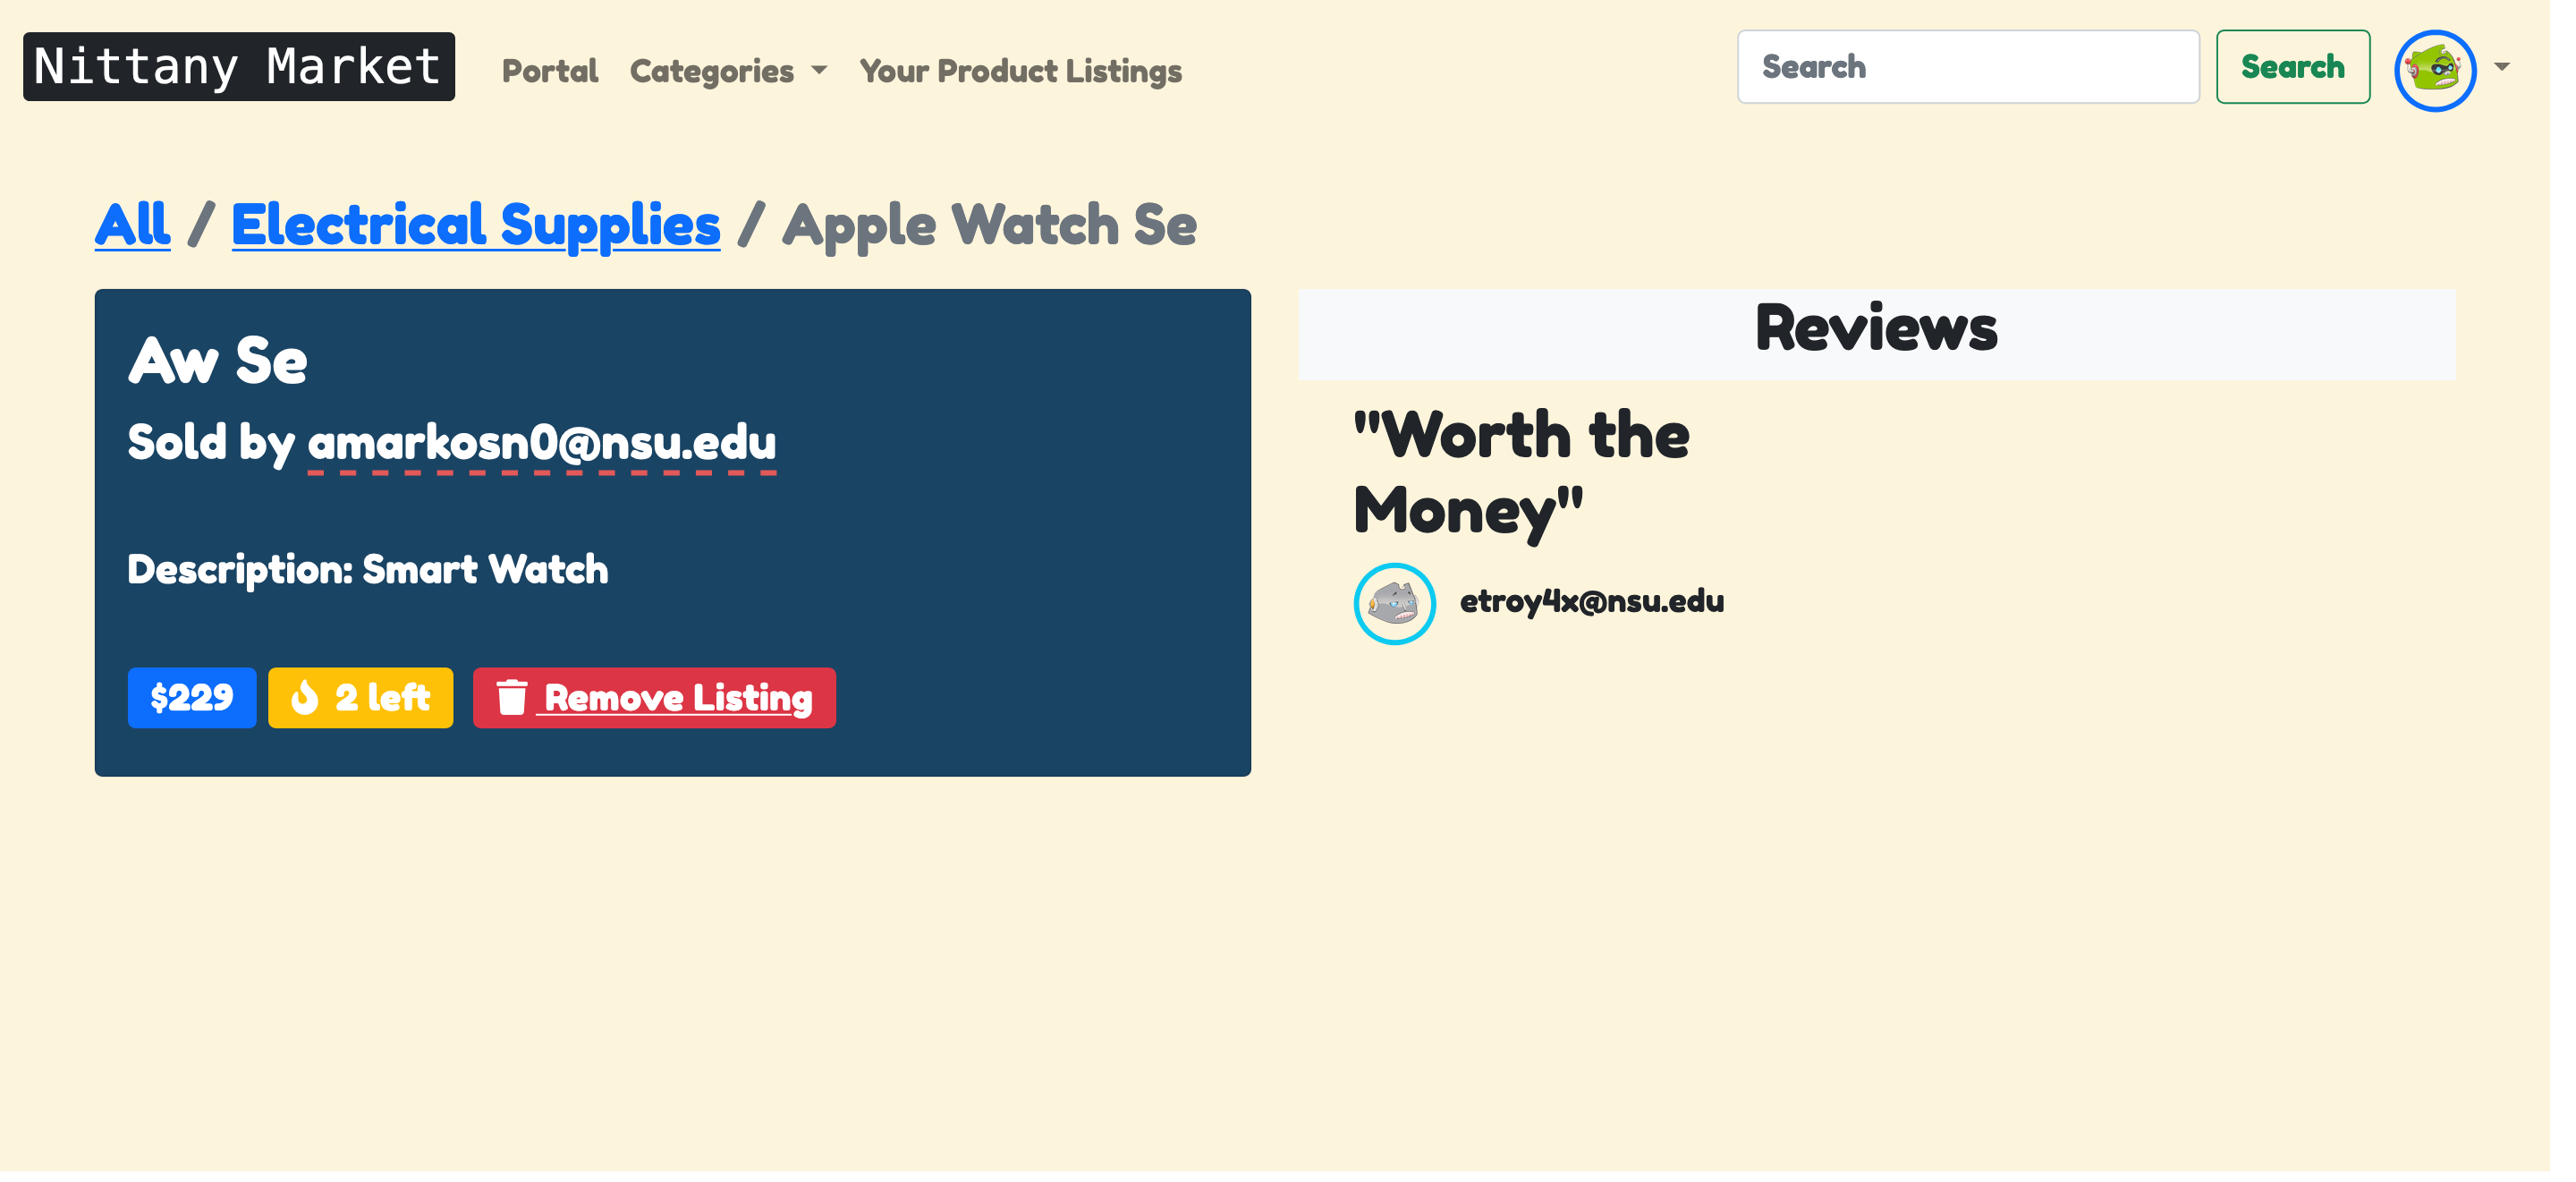 Nittany Market Portal Categories Your Product Listings Search Search
All / Electrical Supplies / Apple Watch Se
Aw Se
Sold by amarkosn0@nsu.edu
Description: Smart Watch
$229 2 left Remove Listing
Reviews
"Worth the
Money"
etroy4x@nsu.edu